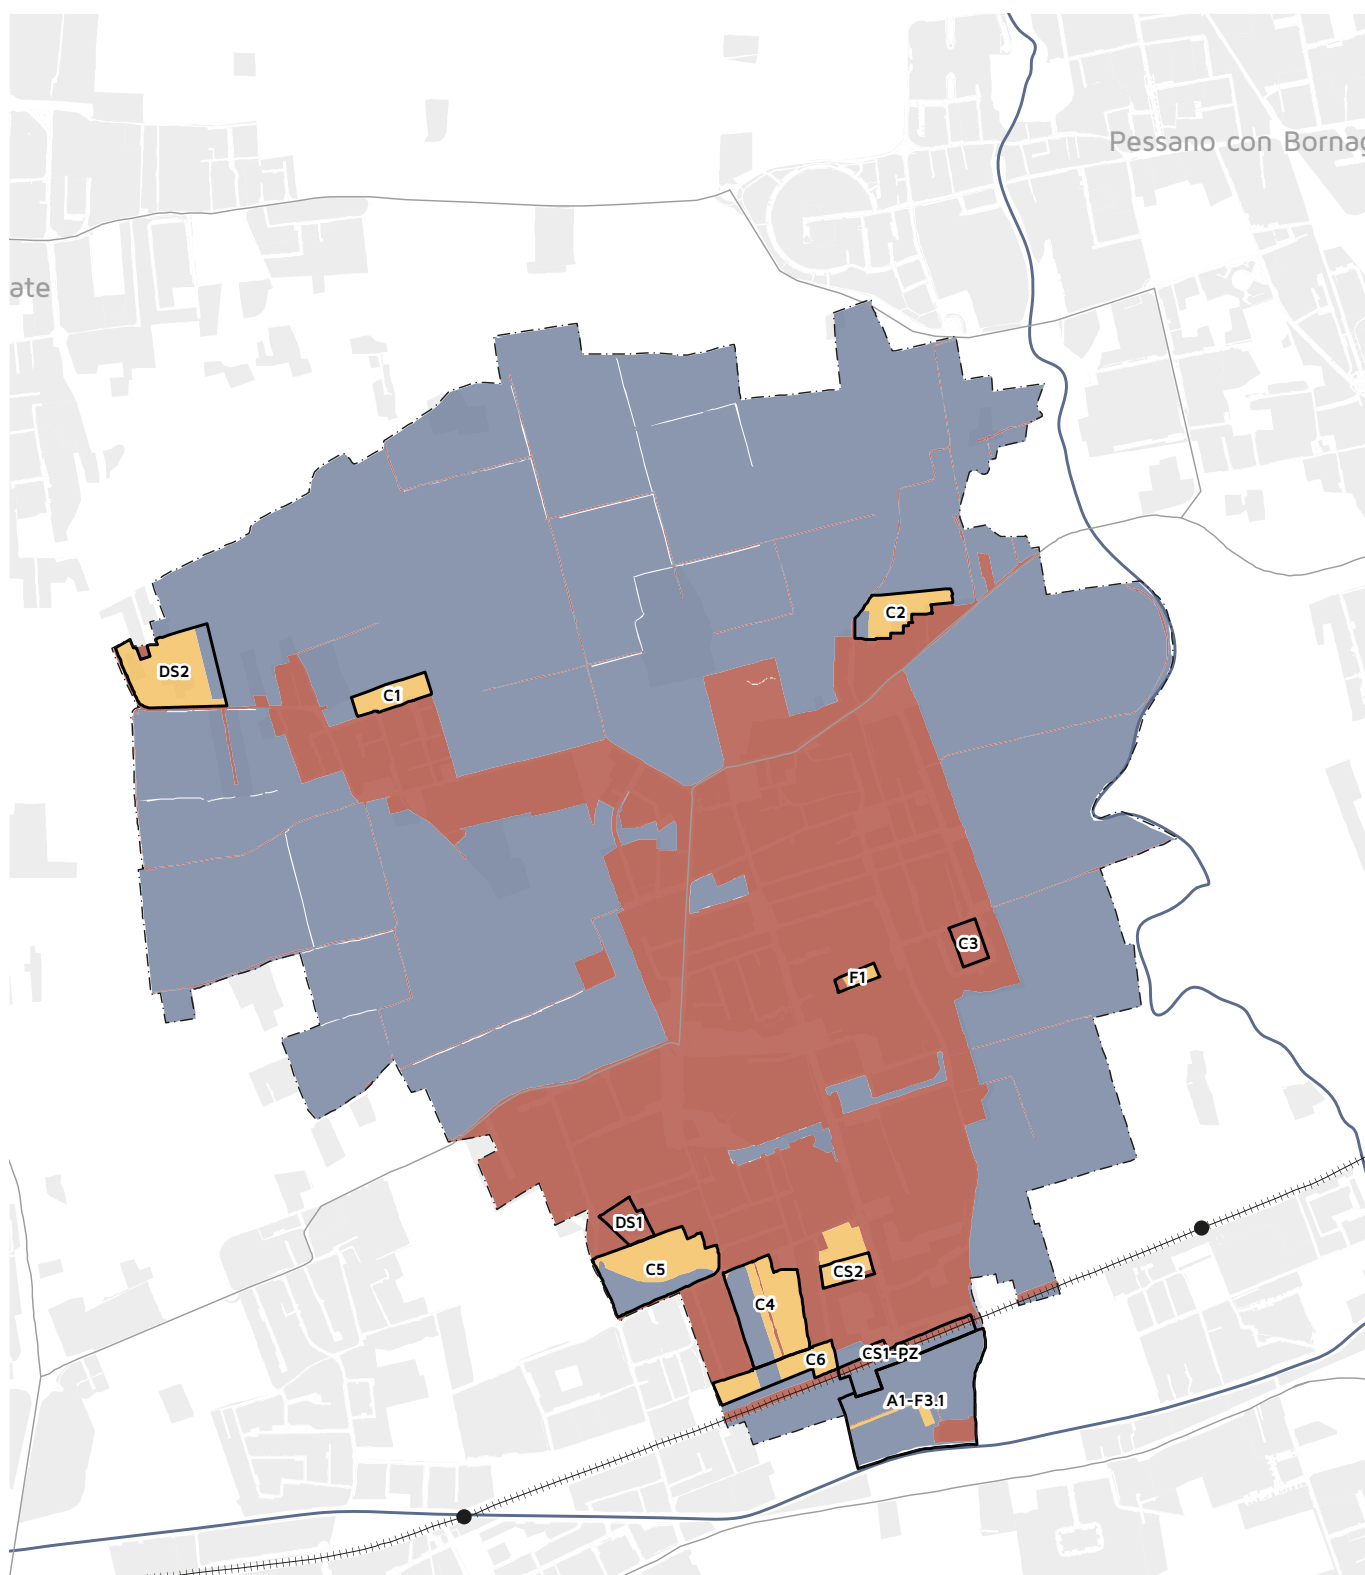 Pessano con Bornag
ate
C2
DS2
C1
C3
F1
DS1
C5
CS2
C4
CS1-PZ
C6
A1-F3.1